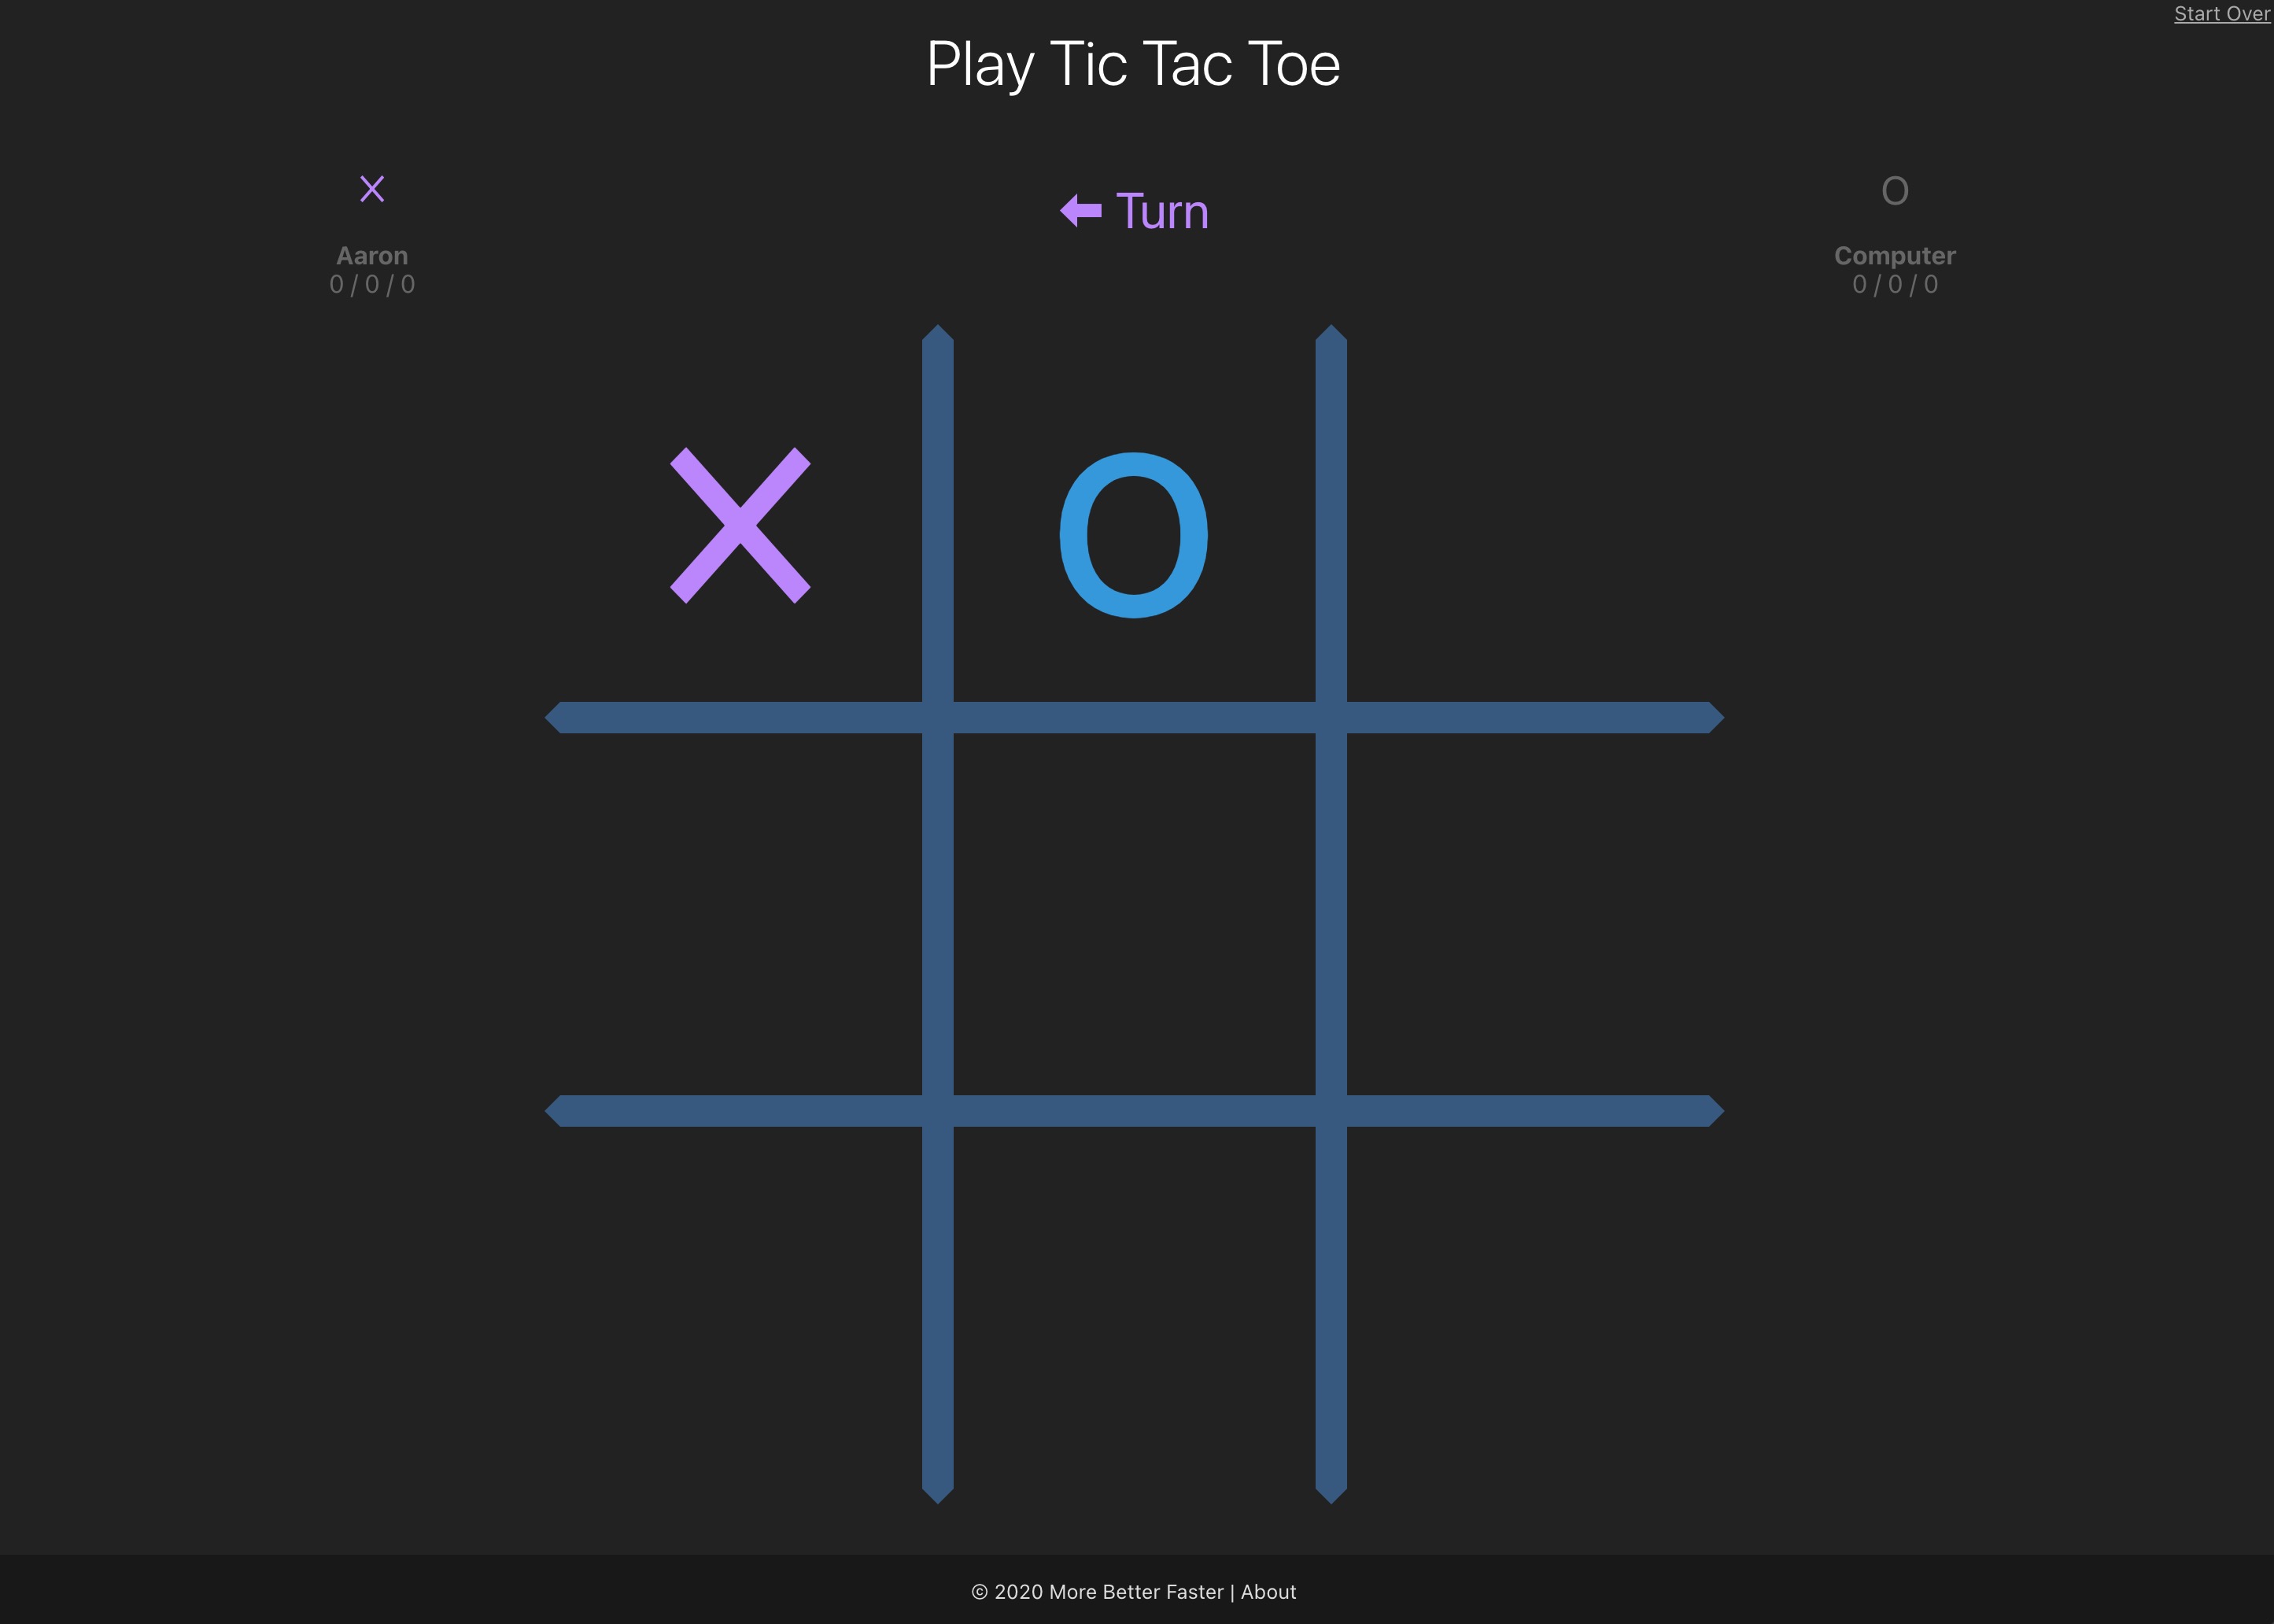 Start Over
Play Tic Tac Toe
X
Turn
O
Aaron
0 / 0 / 0
Computer
0 / 0 / 0
X O
© 2020 More Better Faster | About